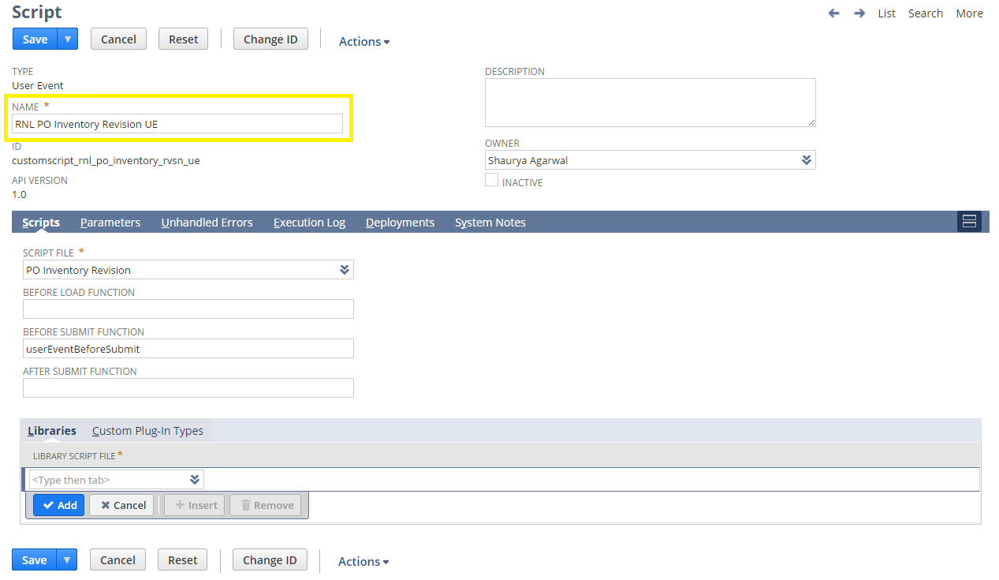 Script
List Search More
Save Cancel Reset Change ID Actions
TYPE
User Event
NAME *
RNL PO Inventory Revision UE
ID
customscript_rnl_po_inventory_rvsn_ue
API VERSION
1.0
DESCRIPTION
OWNER
Shaurya Agarwal
INACTIVE
Scripts Parameters Unhandled Errors Execution Log Deployments System Notes
SCRIPT FILE *
PO Inventory Revision
BEFORE LOAD FUNCTION
BEFORE SUBMIT FUNCTION
userEventBeforeSubmit
AFTER SUBMIT FUNCTION
Libraries Custom Plug-In Types
LIBRARY SCRIPT FILE *
<Type then tab>
Add Cancel Insert Remove
Save Cancel Reset Change ID Actions